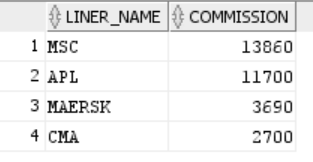 LINER_NAME COMMISSION
1 MSC 13860
2 APL 11700
3 MAERSK 3690
4 CMA 2700